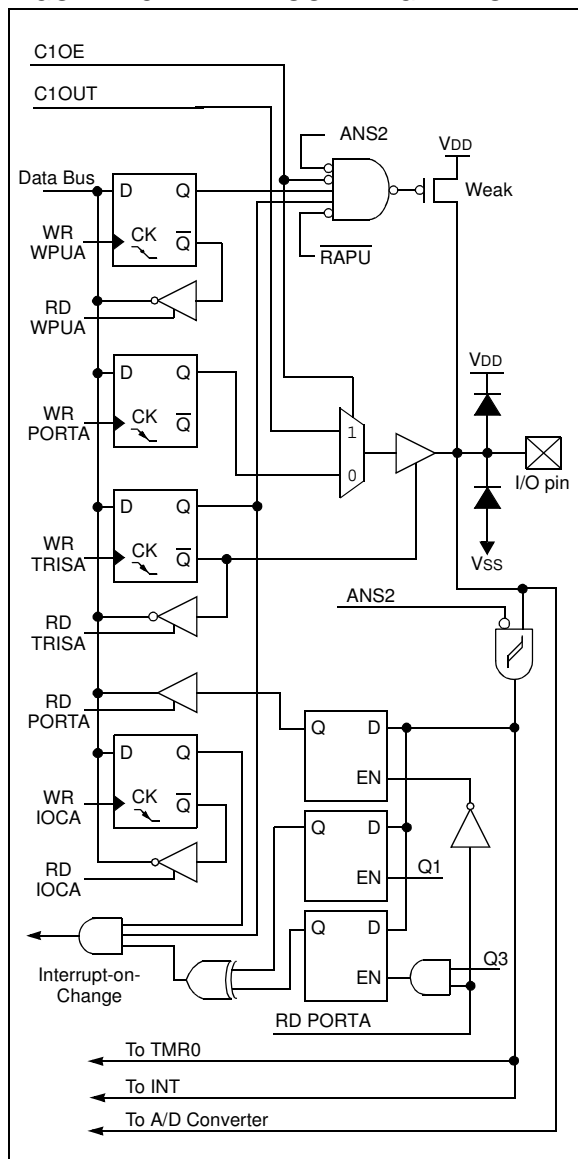 C1OE
C1OUT
ANS2
VDD
Data Bus
D Q
Weak
WR
WPUA
CK Q
RAPU
RD
WPUA
VDD
D Q
WR
PORTA
CK Q
1
0
I/O pin
D Q
WR
TRISA
CK Q
VSS
ANS2
RD
TRISA
RD
PORTA
Q D
EN
D Q
WR
IOCA
CK Q
Q D
EN
Q1
RD
IOCA
Q D
EN
Q3
Interrupt-on-
Change
RD PORTA
To TMR0
To INT
To A/D Converter